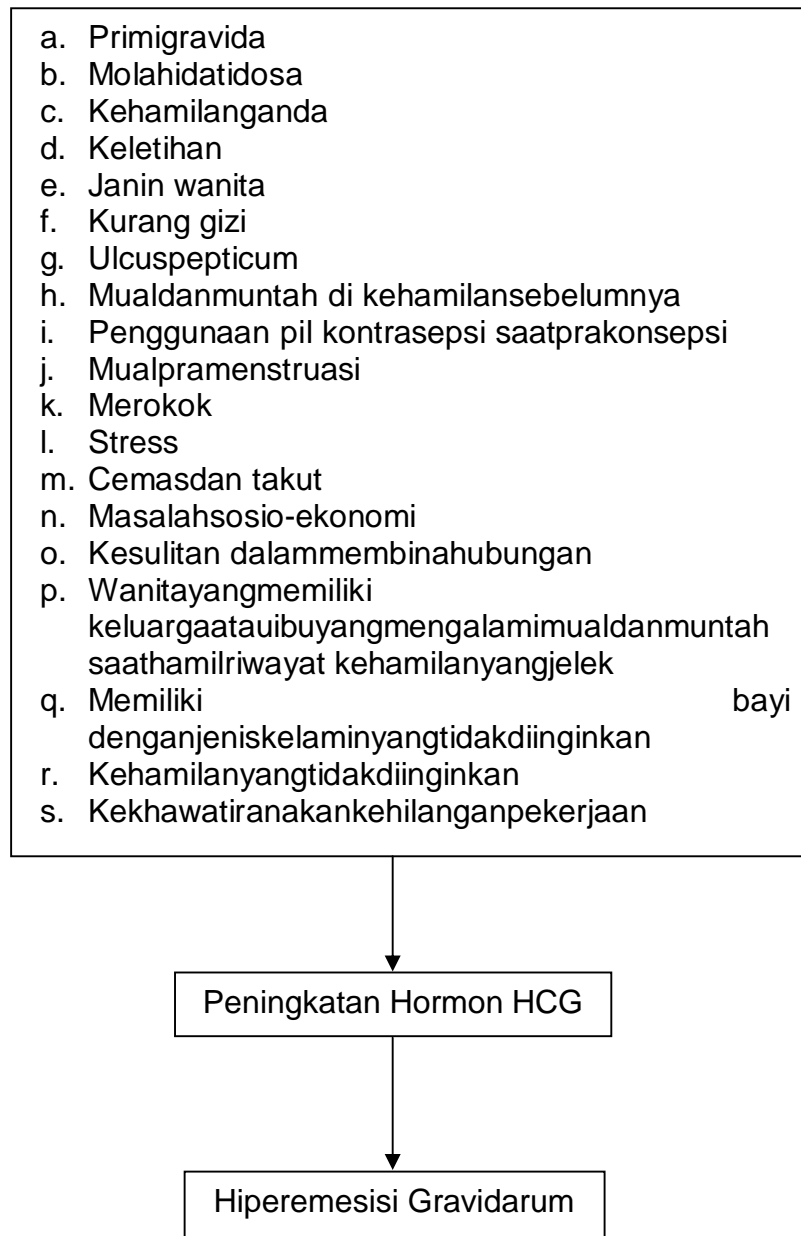 a. Primigravida
b. Molahidatidosa
c. Kehamilanganda
d. Keletihan
e. Janin wanita
f. Kurang gizi
g. Ulcuspepticum
h. Mualdanmuntah di kehamilansebelumnya
i. Penggunaan pil kontrasepsi saatprakonsepsi
j. Mualpramenstruasi
k. Merokok
l. Stress
m. Cemasdan takut
n. Masalahsosio-ekonomi
o. Kesulitan dalammembinahubungan
p. Wanitayangmemiliki
keluargaatauibuyangmengalamimualdanmuntah
saathamilriwayat kehamilanyangjelek
q. Memiliki bayi
denganjeniskelaminyangtidakdiinginkan
r. Kehamilanyangtidakdiinginkan
s. Kekhawatiranakankehilanganpekerjaan
Peningkatan Hormon HCG
Hiperemesisi Gravidarum